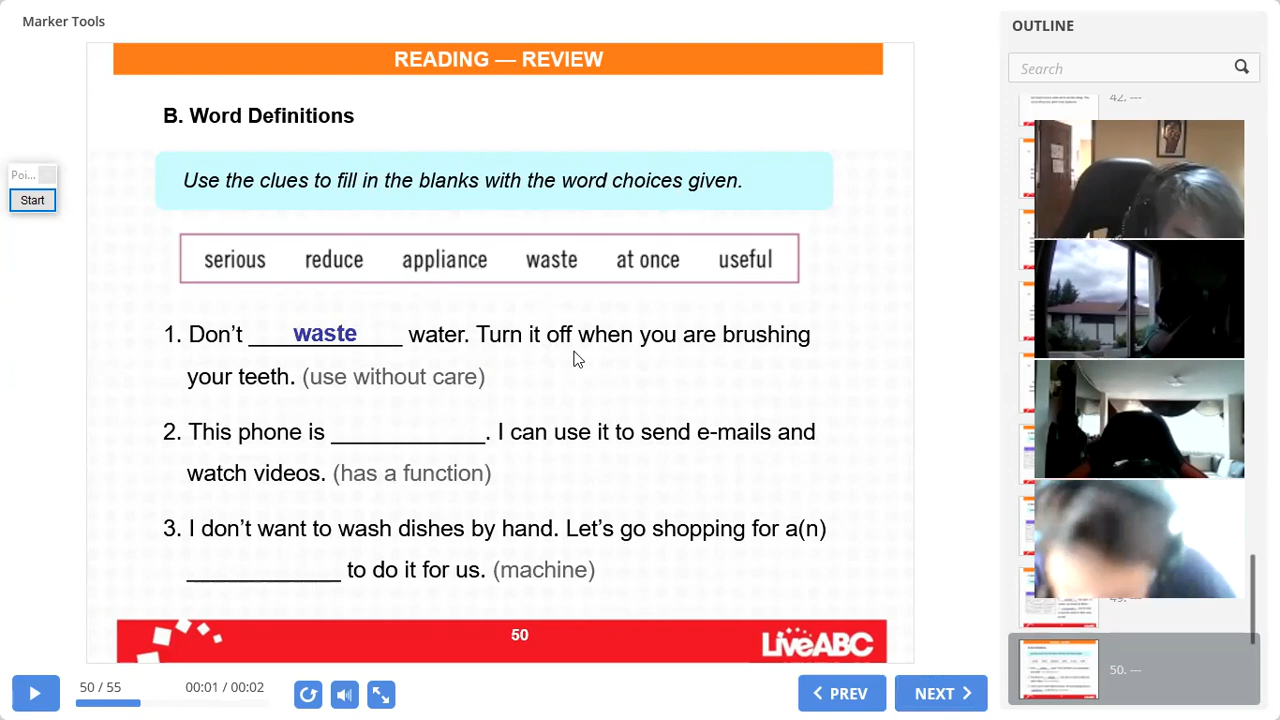 Marker Tools
OUTLINE
Search
READING — REVIEW
B. Word Definitions
Use the clues to fill in the blanks with the word choices given.
serious reduce appliance waste at once useful
1. Don't waste water. Turn it off when you are brushing
your teeth. (use without care)
2. This phone is ____________. I can use it to send e-mails and
watch videos. (has a function)
3. I don't want to wash dishes by hand. Let's go shopping for a(n)
____________ to do it for us. (machine)
50
LiveABC
Poi...
Start
42. ---
49. ---
50. ---
50 / 55
00:01 / 00:02
PREV
NEXT